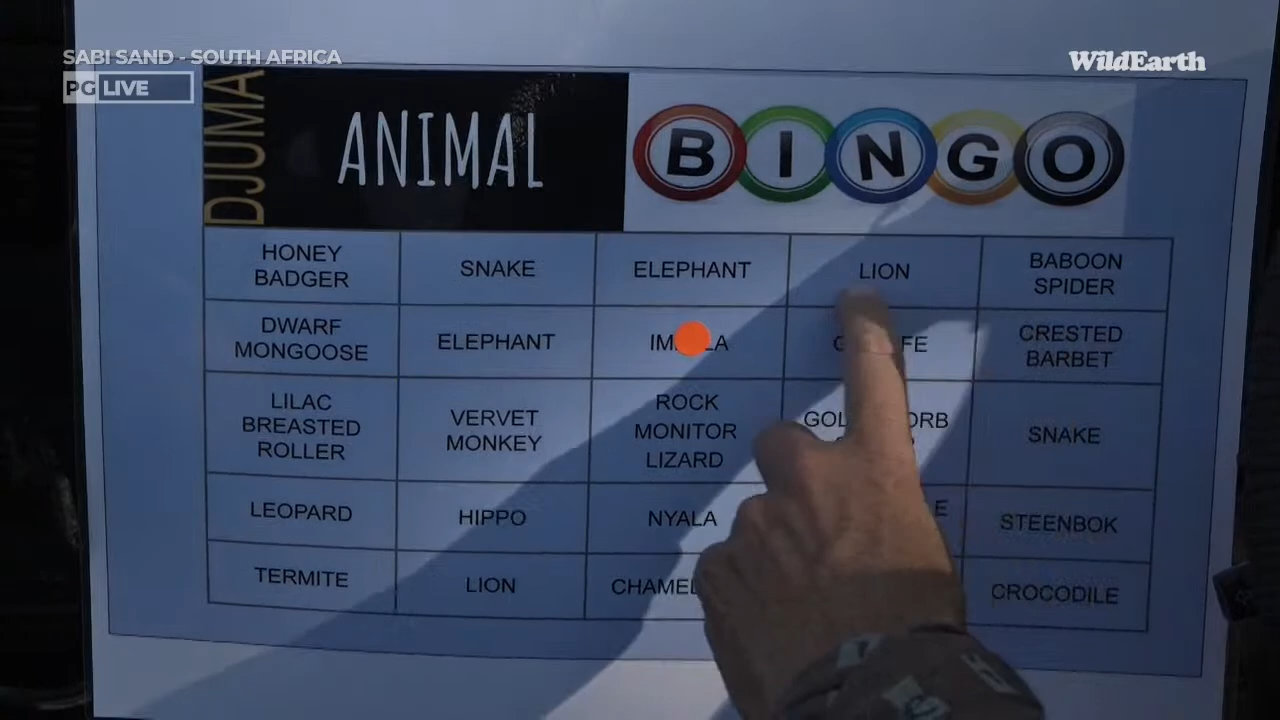 SABI SAND - SOUTH AFRICA
PG LIVE
WildEarth
DJUMA
ANIMAL
BINGO
HONEY BADGER
SNAKE
ELEPHANT
LION
BABOON SPIDER
DWARF MONGOOSE
ELEPHANT
CRESTED BARBET
LILAC BREASTED ROLLER
VERVET MONKEY
ROCK MONITOR LIZARD
SNAKE
LEOPARD
HIPPO
NYALA
STEENBOK
TERMITE
LION
CROCODILE